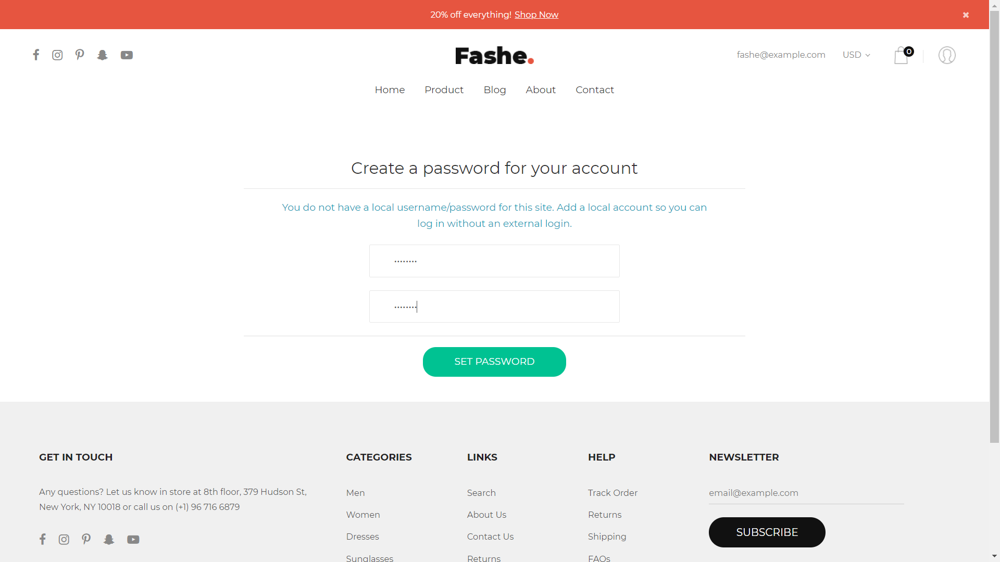 20% off everything! Shop Now
Fashe.
fashe@example.com
USD
0
Home
Product
Blog
About
Contact
Create a password for your account
You do not have a local username/password for this site. Add a local account so you can
log in without an external login.
••••••••
••••••••
SET PASSWORD
GET IN TOUCH
Any questions? Let us know in store at 8th floor, 379 Hudson St,
New York, NY 10018 or call us on (+1) 96 716 6879
CATEGORIES
Men
Women
Dresses
Sunglasses
LINKS
Search
About Us
Contact Us
Returns
HELP
Track Order
Returns
Shipping
FAQs
NEWSLETTER
email@example.com
SUBSCRIBE